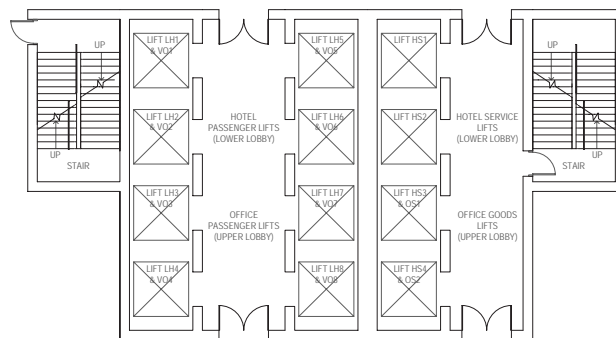 LIFT LH1
& VO1
LIFT LH5
& VO5
LIFT HS1
UP
UP
LIFT LH2
& VO2
HOTEL
PASSENGER LIFTS
(LOWER LOBBY)
LIFT LH6
& VO6
LIFT HS2
HOTEL SERVICE
LIFTS
(LOWER LOBBY)
UP
UP
STAIR
STAIR
LIFT LH3
& VO3
OFFICE
PASSENGER LIFTS
(UPPER LOBBY)
LIFT LH7
& VO7
LIFT HS3
& OS1
OFFICE GOODS
LIFTS
(UPPER LOBBY)
LIFT LH4
& VO4
LIFT LH8
& VO8
LIFT HS4
& OS2